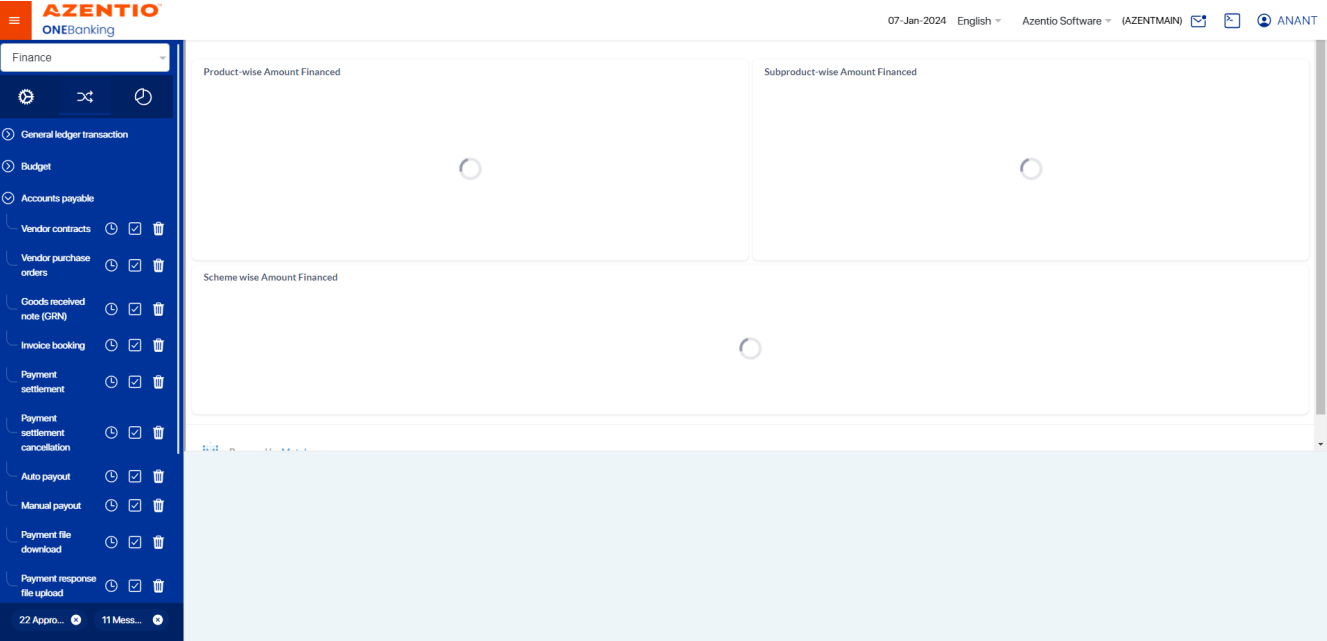 AZENTIO
ONEBanking
07-Jan-2024 English Azentio Software (AZENTMAIN) ANANT
Finance
General ledger transaction
Budget
Accounts payable
Vendor contracts
Vendor purchase
orders
Goods received
note (GRN)
Invoice booking
Payment
settlement
Payment
settlement
cancellation
Auto payout
Manual payout
Payment file
download
Payment response
file upload
22 Appro...
11 Mess...
Product-wise Amount Financed
Subproduct-wise Amount Financed
Scheme wise Amount Financed